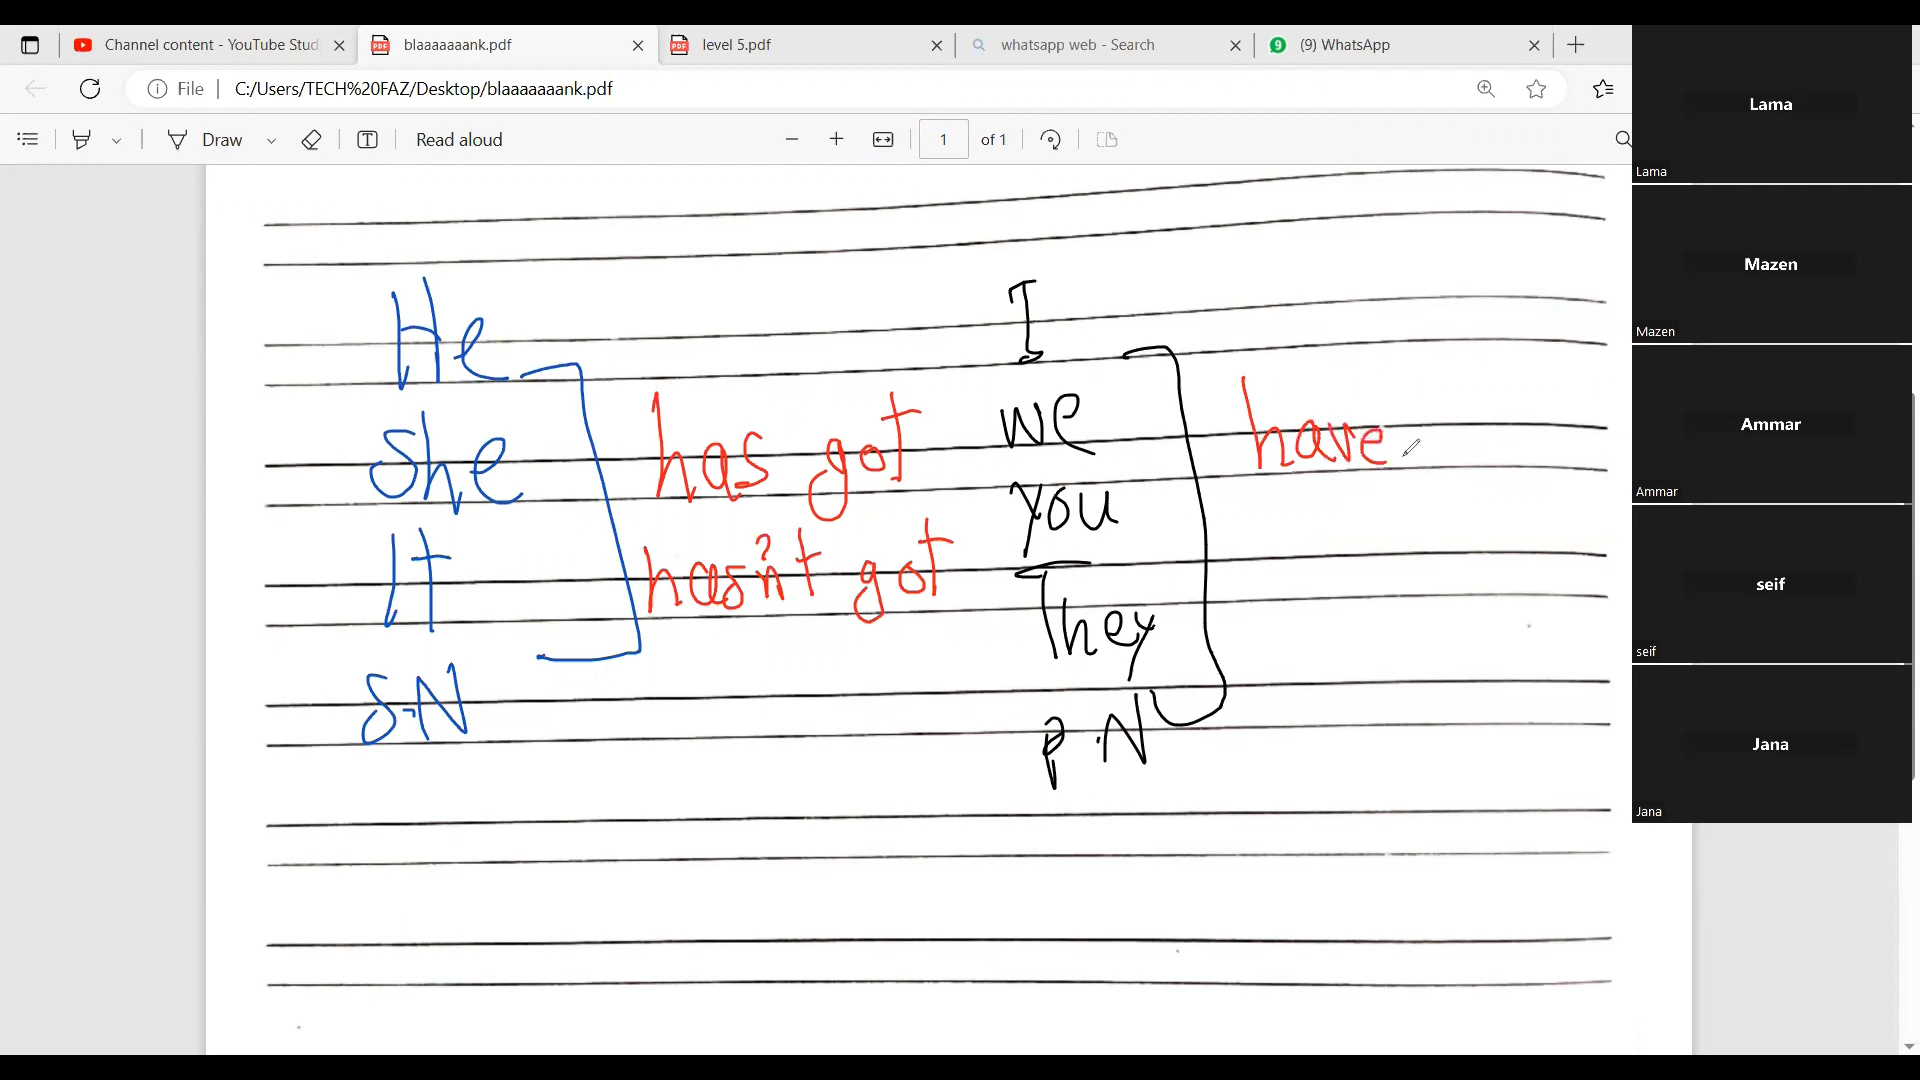 Channel content - YouTube Stud
blaaaaaaank.pdf
level 5.pdf
whatsapp web - Search
9 (9) WhatsApp
File C:/Users/TECH%20FAZ/Desktop/blaaaaaaank.pdf
Draw
Read aloud
1 of 1
He
She
It
S.N
has got
hasn't got
I
we
you
They
P.N
have
Lama
Lama
Mazen
Mazen
Ammar
Ammar
seif
seif
Jana
Jana